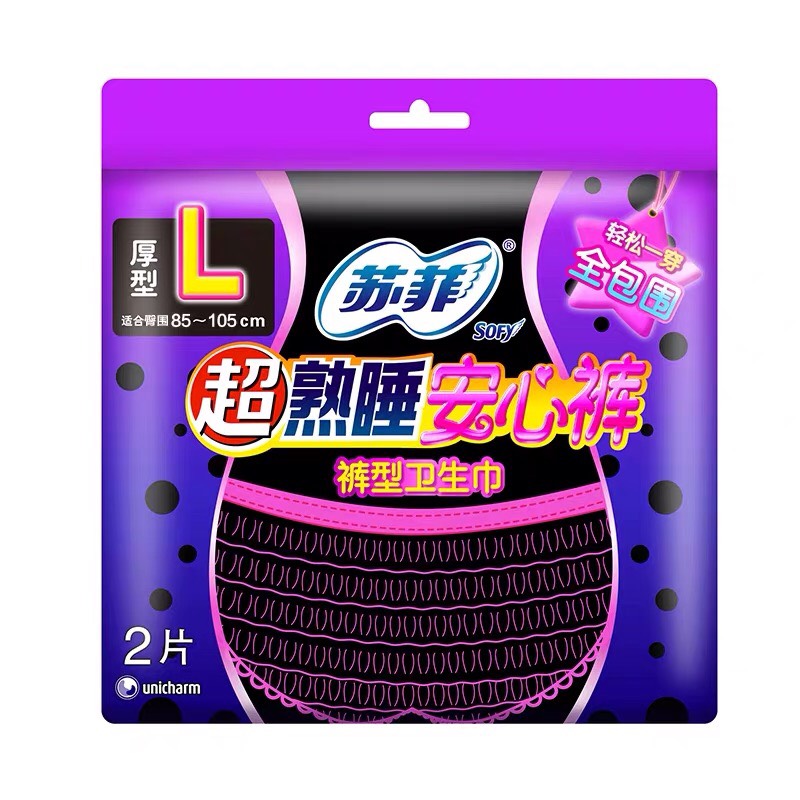 厚型
L
适合臀围85～105cm
苏菲®
SOFY
轻松一穿
全包围
超熟睡安心裤
裤型卫生巾
2片
unicharm